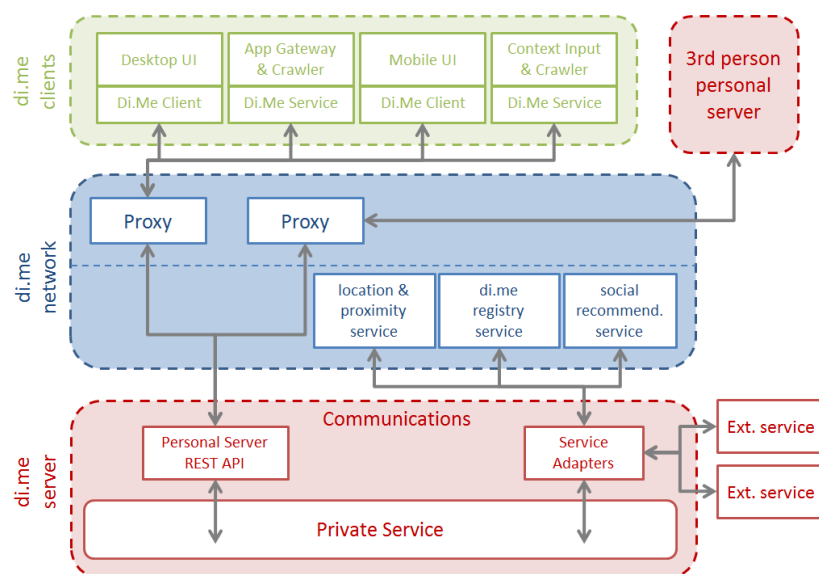 di.me
clients
Desktop UI
Di.Me Client
App Gateway
& Crawler
Di.Me Service
Mobile UI
Di.Me Client
Context Input
& Crawler
Di.Me Service
3rd person
personal
server
di.me
network
Proxy
Proxy
location &
proximity
service
di.me
registry
service
social
recommend.
service
di.me
server
Communications
Personal Server
REST API
Service
Adapters
Ext. service
Ext. service
Private Service